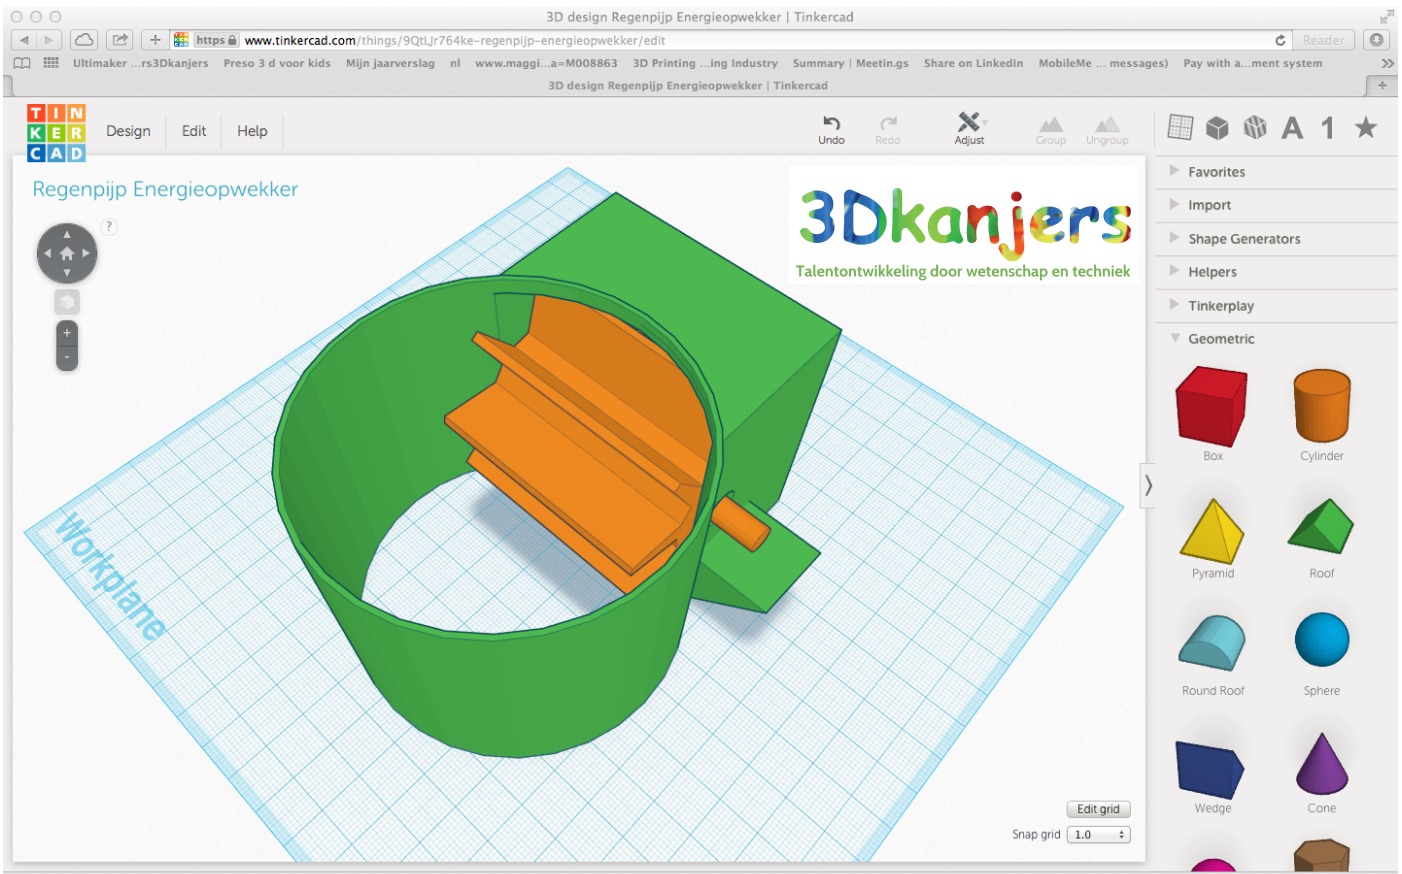 3D design Regenpijp Energieopwekker | Tinkercad
https www.tinkercad.com/things/9QtLJr764ke-regenpijp-energieopwekker/edit
Reader
Ultimaker ...rs3Dkanjers Preso 3 d voor kids Mijn jaarverslag nl www.maggi...a=M008863 3D Printing ...ing Industry Summary | Meetin.gs Share on LinkedIn MobileMe ... messages) Pay with a...ment system
3D design Regenpijp Energieopwekker | Tinkercad
TIN
KER
CAD
Design Edit Help
Undo Redo Adjust Group Ungroup
A 1
Regenpijp Energieopwekker
?
+
-
3Dkanjers
Talentontwikkeling door wetenschap en techniek
Workplane
Edit grid
Snap grid 1.0
Favorites
Import
Shape Generators
Helpers
Tinkerplay
Geometric
Box Cylinder
Pyramid Roof
Round Roof Sphere
Wedge Cone